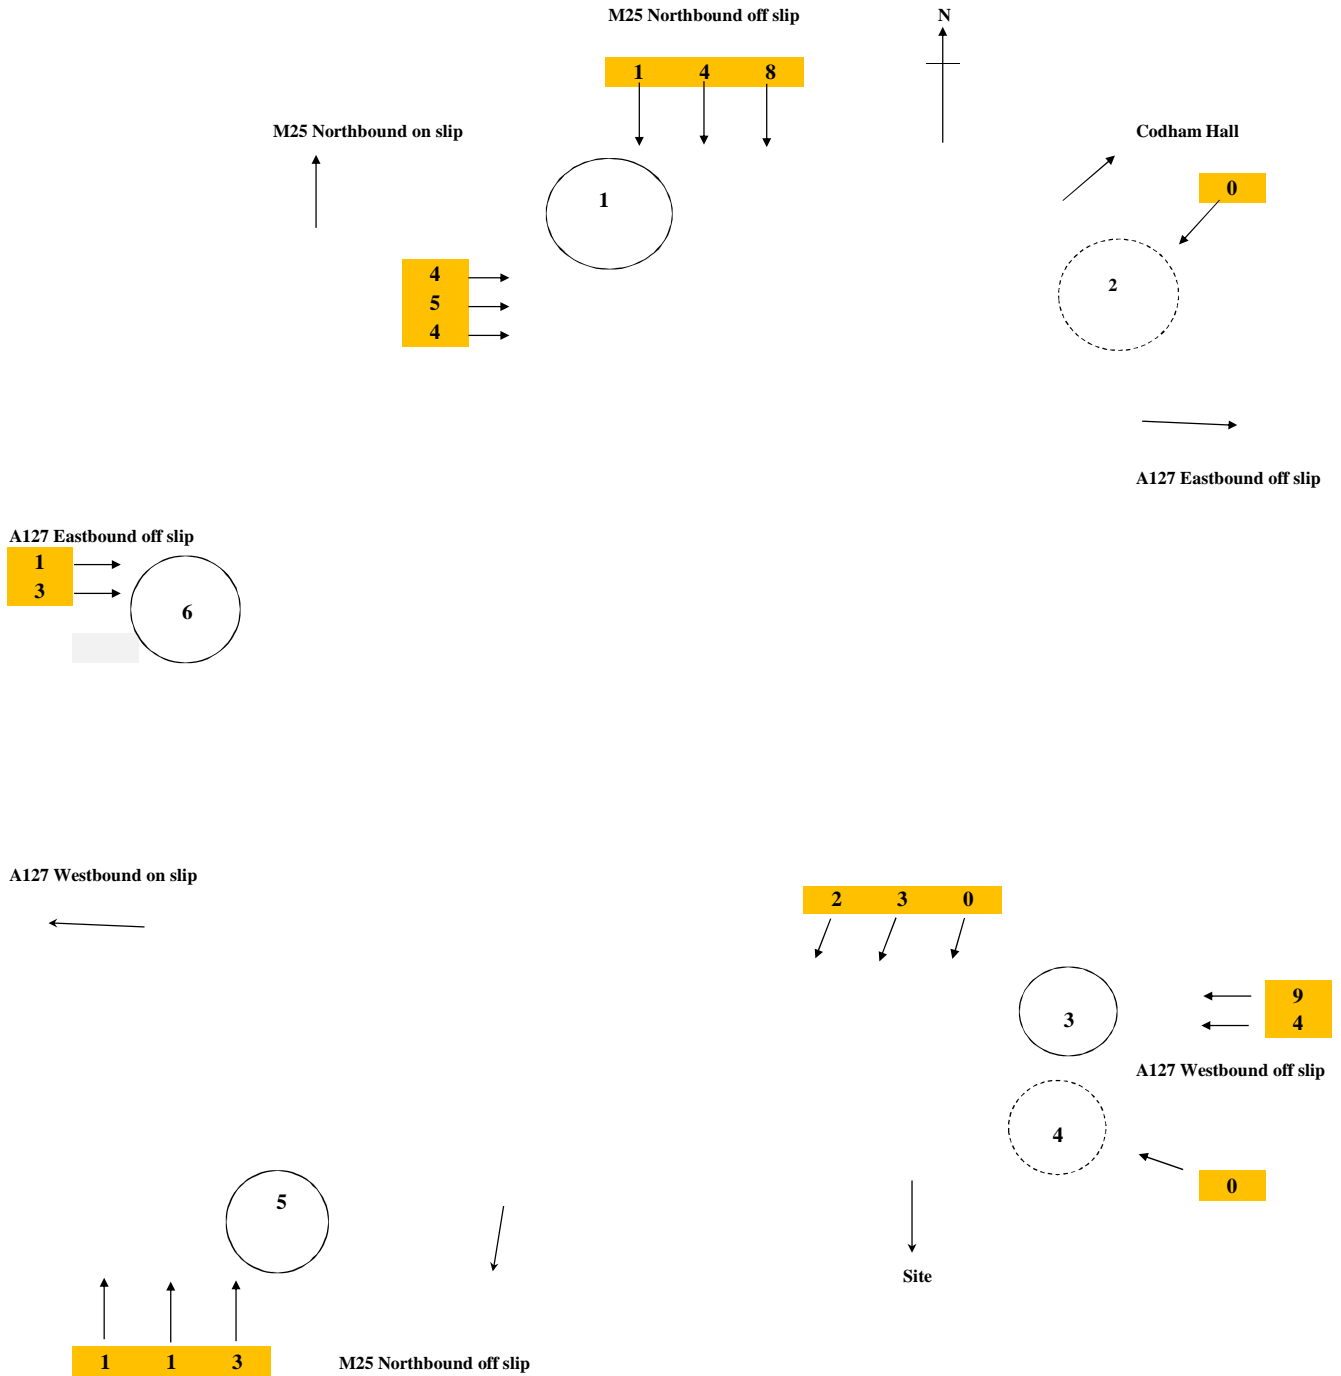 M25 Northbound off slip
N
1 4 8
M25 Northbound on slip
Codham Hall
0
1
4
5
4
2
A127 Eastbound off slip
A127 Eastbound off slip
1
3
6
A127 Westbound on slip
2 3 0
9
4
3
A127 Westbound off slip
4
0
5
Site
1 1 3
M25 Northbound off slip